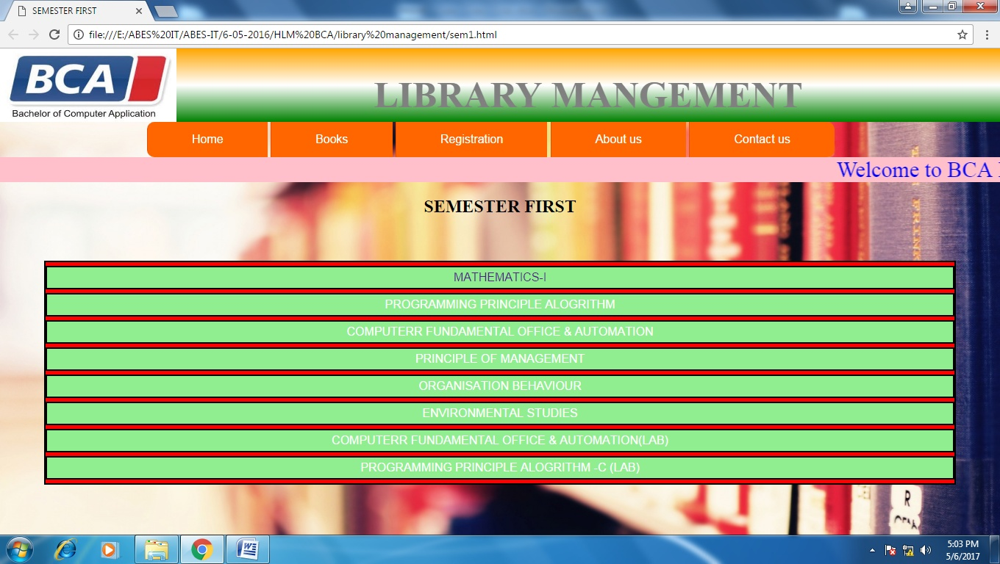 SEMESTER FIRST
file:///E:/ABES%20IT/ABES-IT/6-05-2016/HLM%20BCA/library%20management/sem1.html
BCA
Bachelor of Computer Application
LIBRARY MANGEMENT
Home Books Registration About us Contact us
Welcome to BCA
SEMESTER FIRST
MATHEMATICS-I
PROGRAMMING PRINCIPLE ALOGRITHM
COMPUTERR FUNDAMENTAL OFFICE & AUTOMATION
PRINCIPLE OF MANAGEMENT
ORGANISATION BEHAVIOUR
ENVIRONMENTAL STUDIES
COMPUTERR FUNDAMENTAL OFFICE & AUTOMATION(LAB)
PROGRAMMING PRINCIPLE ALOGRITHM -C (LAB)
R
5:03 PM
5/6/2017